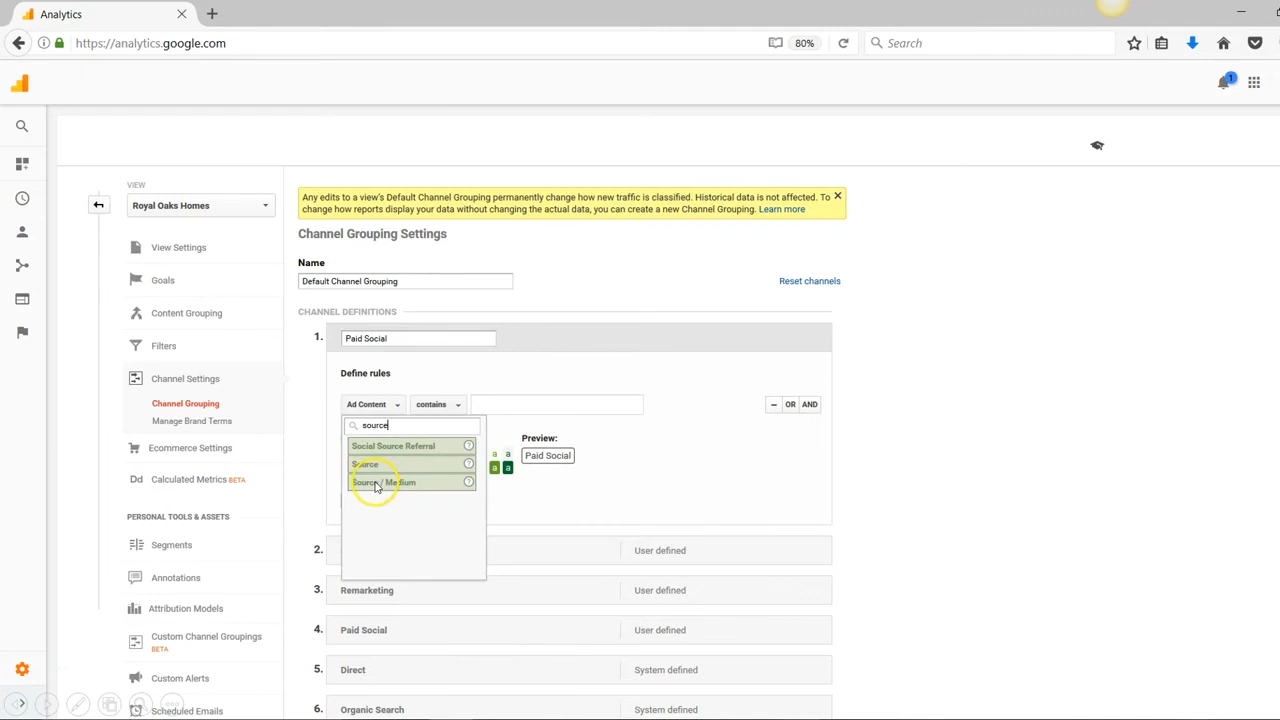 Analytics
https://analytics.google.com
80%
Search
1
VIEW
Royal Oaks Homes
View Settings
Goals
Content Grouping
Filters
Channel Settings
Channel Grouping
Manage Brand Terms
Ecommerce Settings
Dd Calculated Metrics BETA
PERSONAL TOOLS & ASSETS
Segments
Annotations
Attribution Models
Custom Channel Groupings
BETA
Custom Alerts
Scheduled Emails
Any edits to a view's Default Channel Grouping permanently change how new traffic is classified. Historical data is not affected. To
change how reports display your data without changing the actual data, you can create a new Channel Grouping. Learn more
Channel Grouping Settings
Name
Default Channel Grouping
Reset channels
CHANNEL DEFINITIONS
1. Paid Social
Define rules
Ad Content contains
− OR AND
source
Social Source Referral ?
Source ?
Source / Medium ?
a a
a a
Preview:
Paid Social
2. User defined
3. Remarketing User defined
4. Paid Social User defined
5. Direct System defined
6. Organic Search System defined